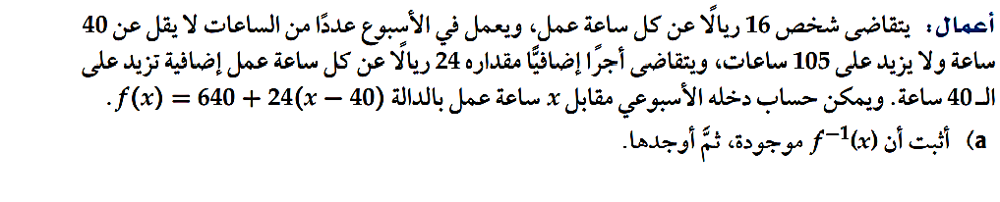 أعمال: يتقاضى شخص 16 ريالًا عن كل ساعة عمل، ويعمل في الأسبوع عددًا من الساعات لا يقل عن 40
ساعة ولا يزيد على 105 ساعات، ويتقاضى أجرًا إضافيًّا مقداره 24 ريالًا عن كل ساعة عمل إضافية تزيد على
الـ 40 ساعة. ويمكن حساب دخله الأسبوعي مقابل x ساعة عمل بالدالة f(x) = 640 + 24(x − 40).
a) أثبت أن f⁻¹(x) موجودة، ثمَّ أوجدها.